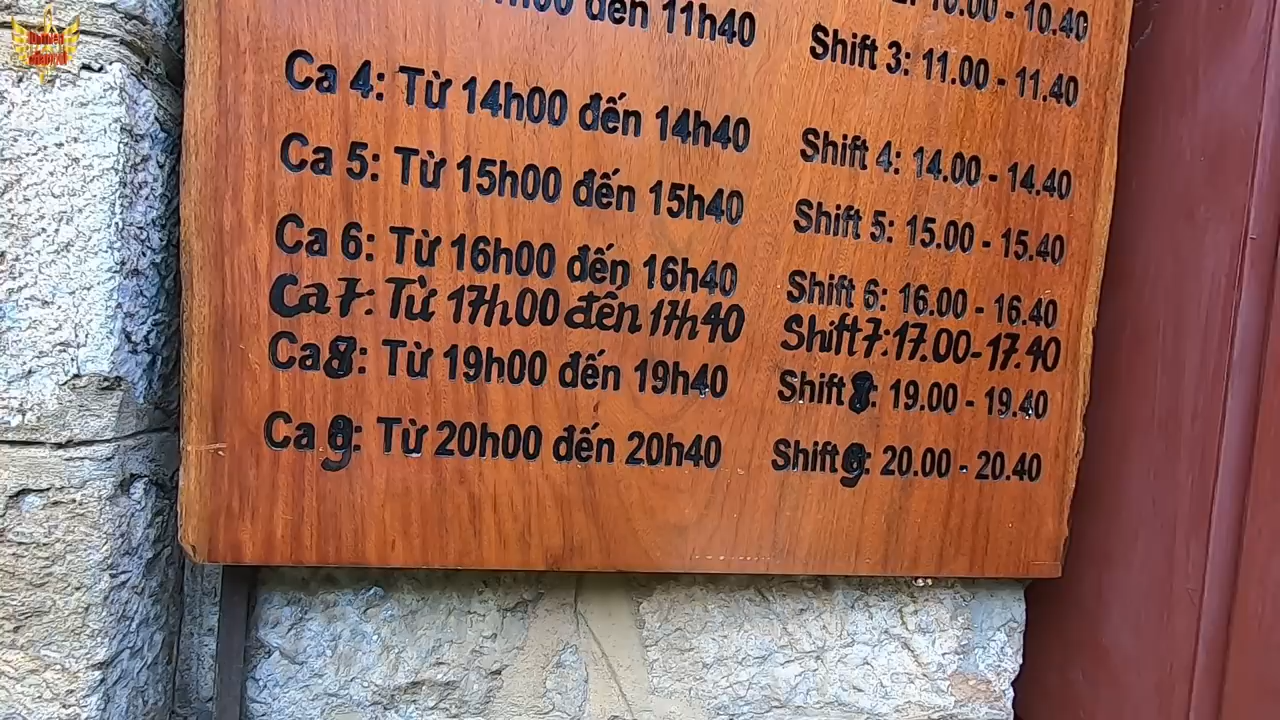 đến 11h40
Ca 4: Từ 14h00 đến 14h40
Ca 5: Từ 15h00 đến 15h40
Ca 6: Từ 16h00 đến 16h40
Ca 7: Từ 17h00 đến 17h40
Ca 8: Từ 19h00 đến 19h40
Ca 9: Từ 20h00 đến 20h40
10.00 - 10.40
Shift 3: 11.00 - 11.40
Shift 4: 14.00 - 14.40
Shift 5: 15.00 - 15.40
Shift 6: 16.00 - 16.40
Shift 7: 17.00 - 17.40
Shift 8: 19.00 - 19.40
Shift 9: 20.00 - 20.40